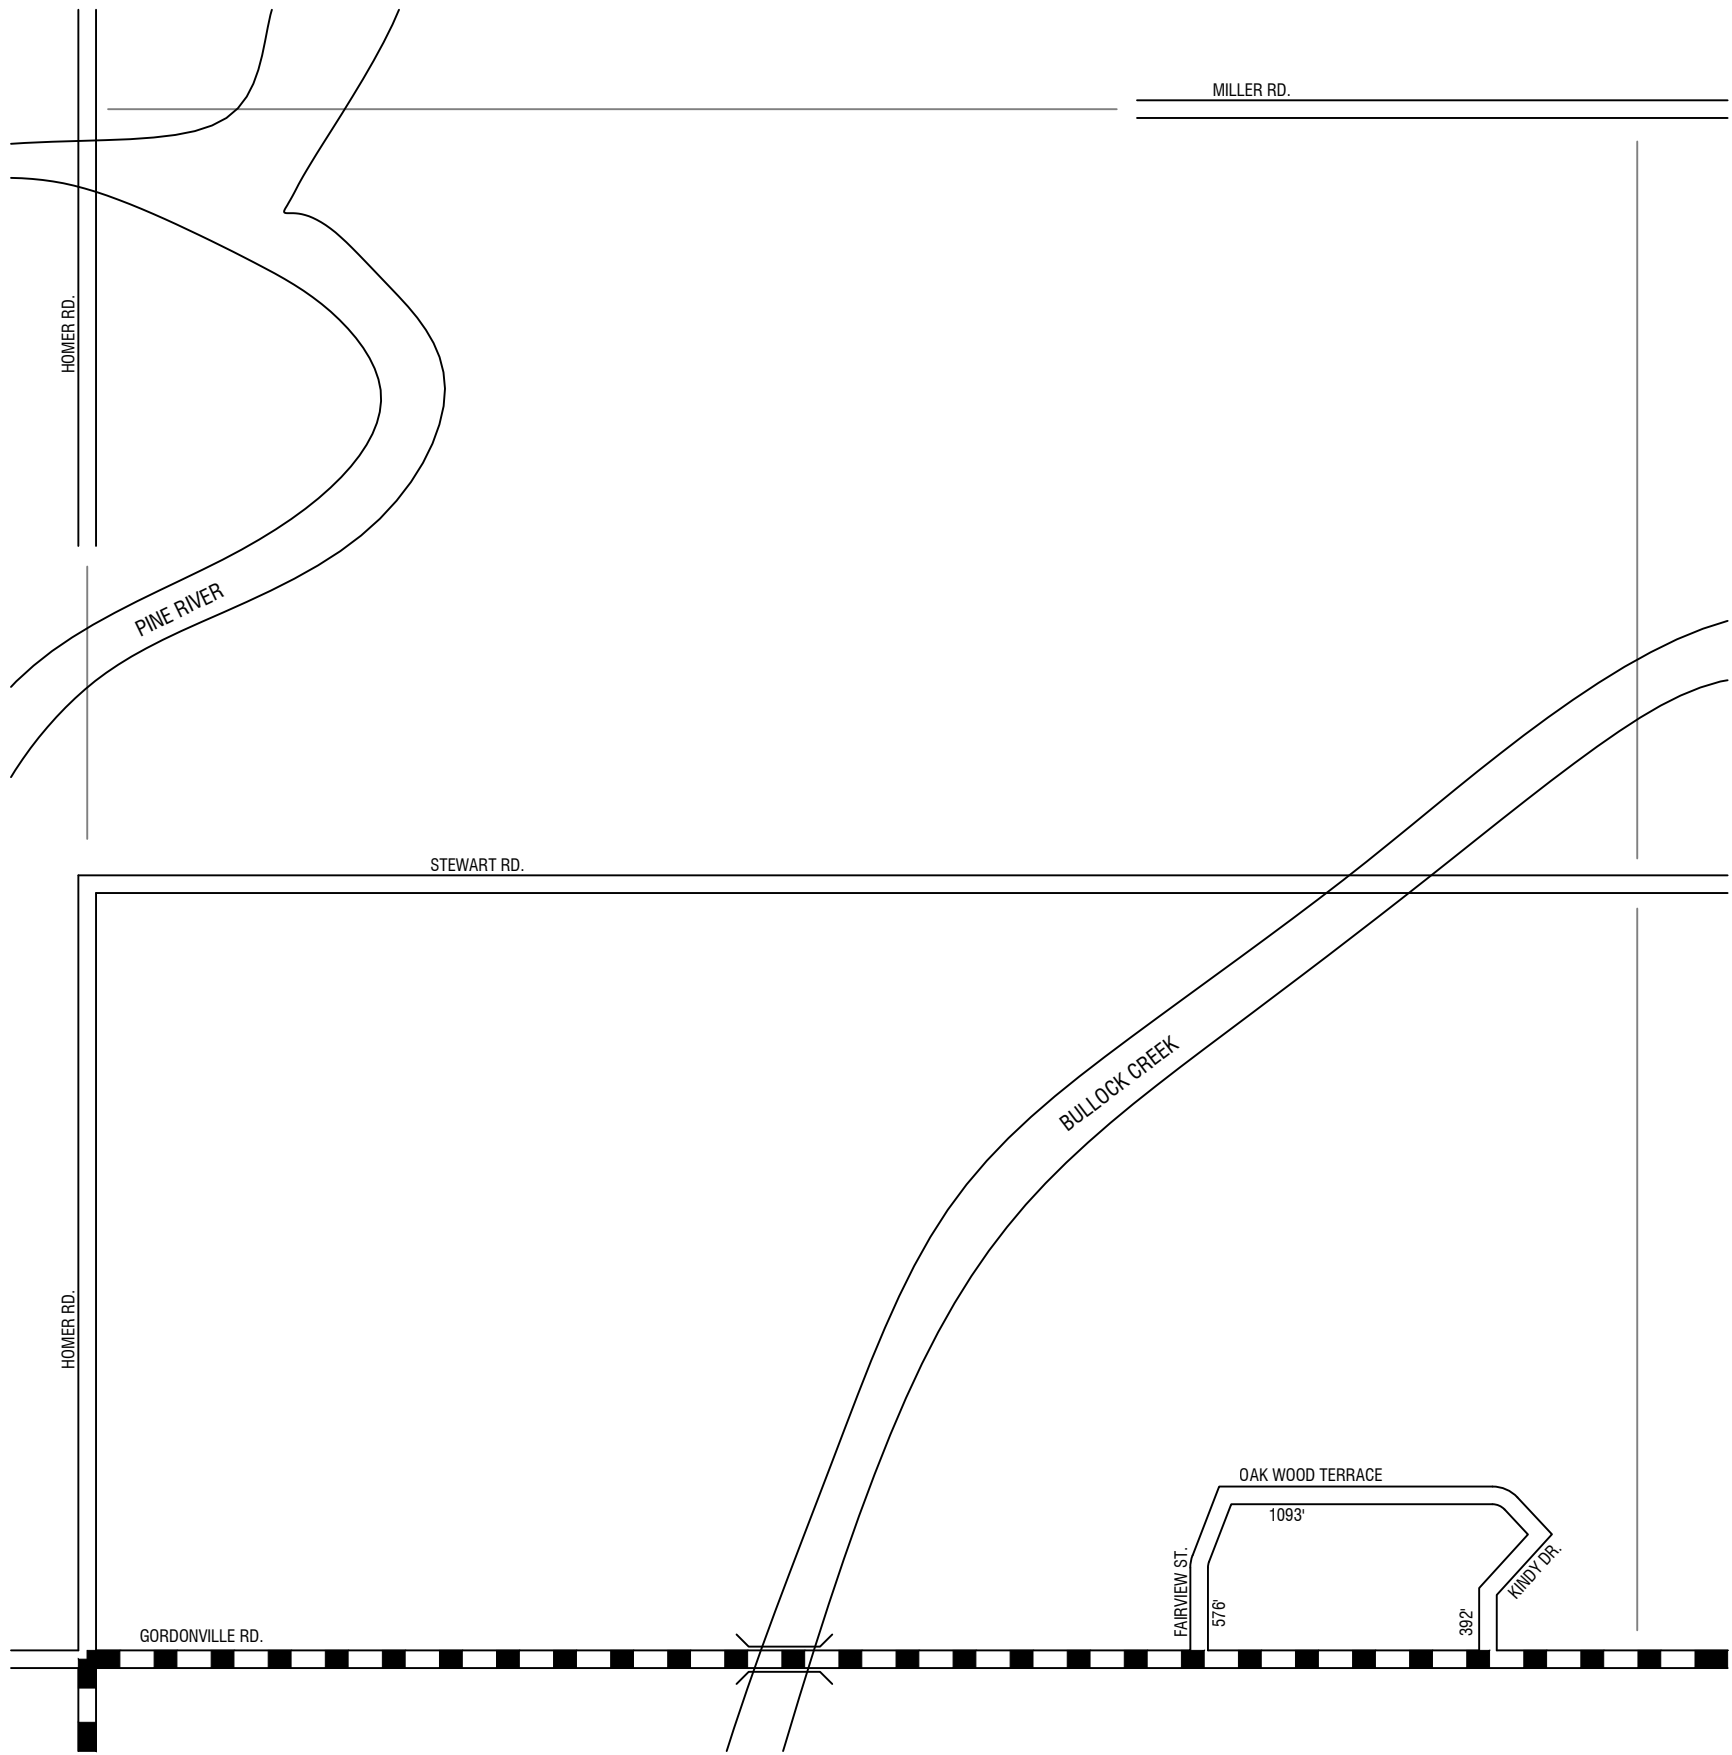 MILLER RD.
HOMER RD.
PINE RIVER
STEWART RD.
BULLOCK CREEK
HOMER RD.
OAK WOOD TERRACE
1093'
FAIRVIEW ST.
576'
392'
KINDY DR.
GORDONVILLE RD.